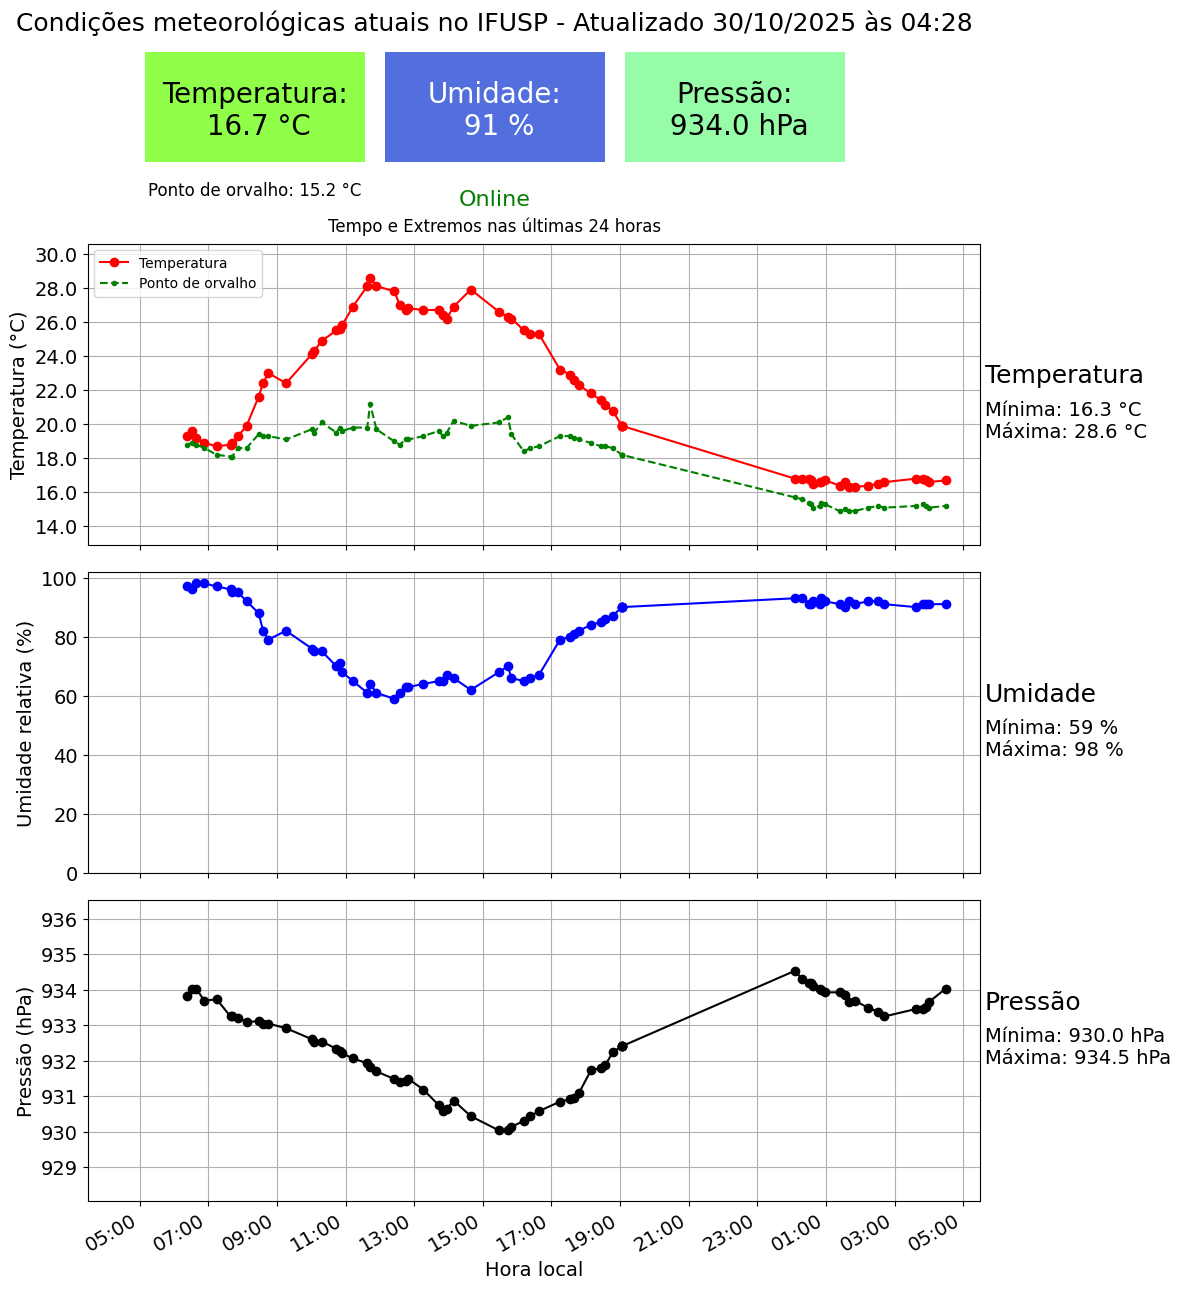 Condições meteorológicas atuais no IFUSP - Atualizado 30/10/2025 às 04:28
Temperatura:
16.7 °C
Umidade:
91 %
Pressão:
934.0 hPa
Ponto de orvalho: 15.2 °C
Online
Tempo e Extremos nas últimas 24 horas
Temperatura (°C)
30.0
28.0
26.0
24.0
22.0
20.0
18.0
16.0
14.0
Temperatura
Ponto de orvalho
Temperatura
Mínima: 16.3 °C
Máxima: 28.6 °C
Umidade relativa (%)
100
80
60
40
20
0
Umidade
Mínima: 59 %
Máxima: 98 %
Pressão (hPa)
936
935
934
933
932
931
930
929
Pressão
Mínima: 930.0 hPa
Máxima: 934.5 hPa
05:00 07:00 09:00 11:00 13:00 15:00 17:00 19:00 21:00 23:00 01:00 03:00 05:00
Hora local